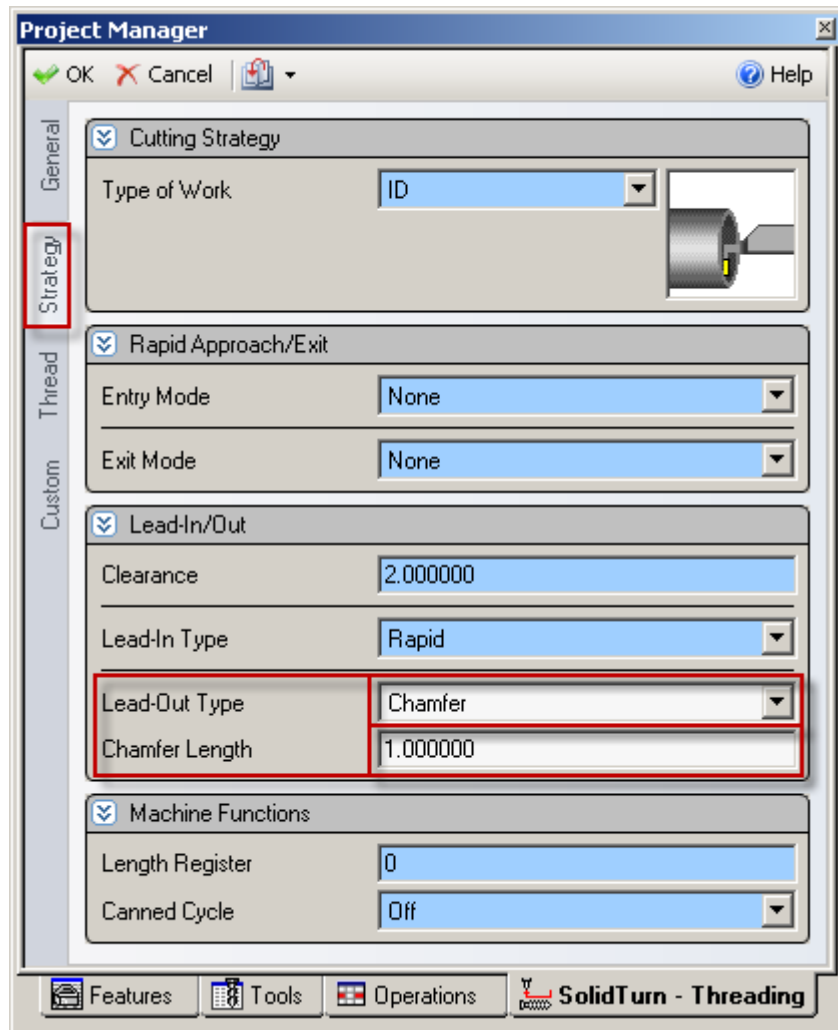 Project Manager
OK Cancel Help
General
Strategy
Thread
Custom
Cutting Strategy
Type of Work ID
Rapid Approach/Exit
Entry Mode None
Exit Mode None
Lead-In/Out
Clearance 2.000000
Lead-In Type Rapid
Lead-Out Type Chamfer
Chamfer Length 1.000000
Machine Functions
Length Register 0
Canned Cycle Off
Features Tools Operations SolidTurn - Threading